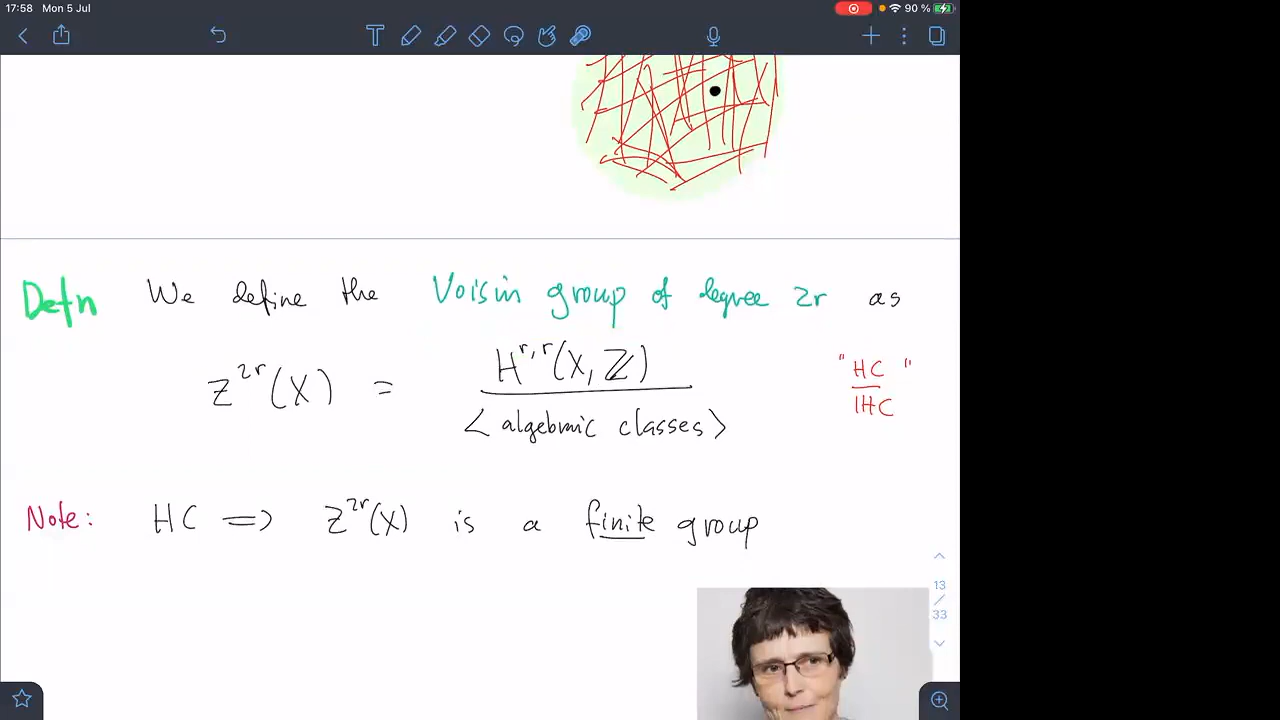 17:58 Mon 5 Jul
90 %
Defn We define the Voisin group of degree 2r as
Z^{2r}(X) = H^{r,r}(X, ℤ) / < algebraic classes >
"HC / IHC"
Note: HC ⟹ Z^{2r}(X) is a finite group
13
/
33